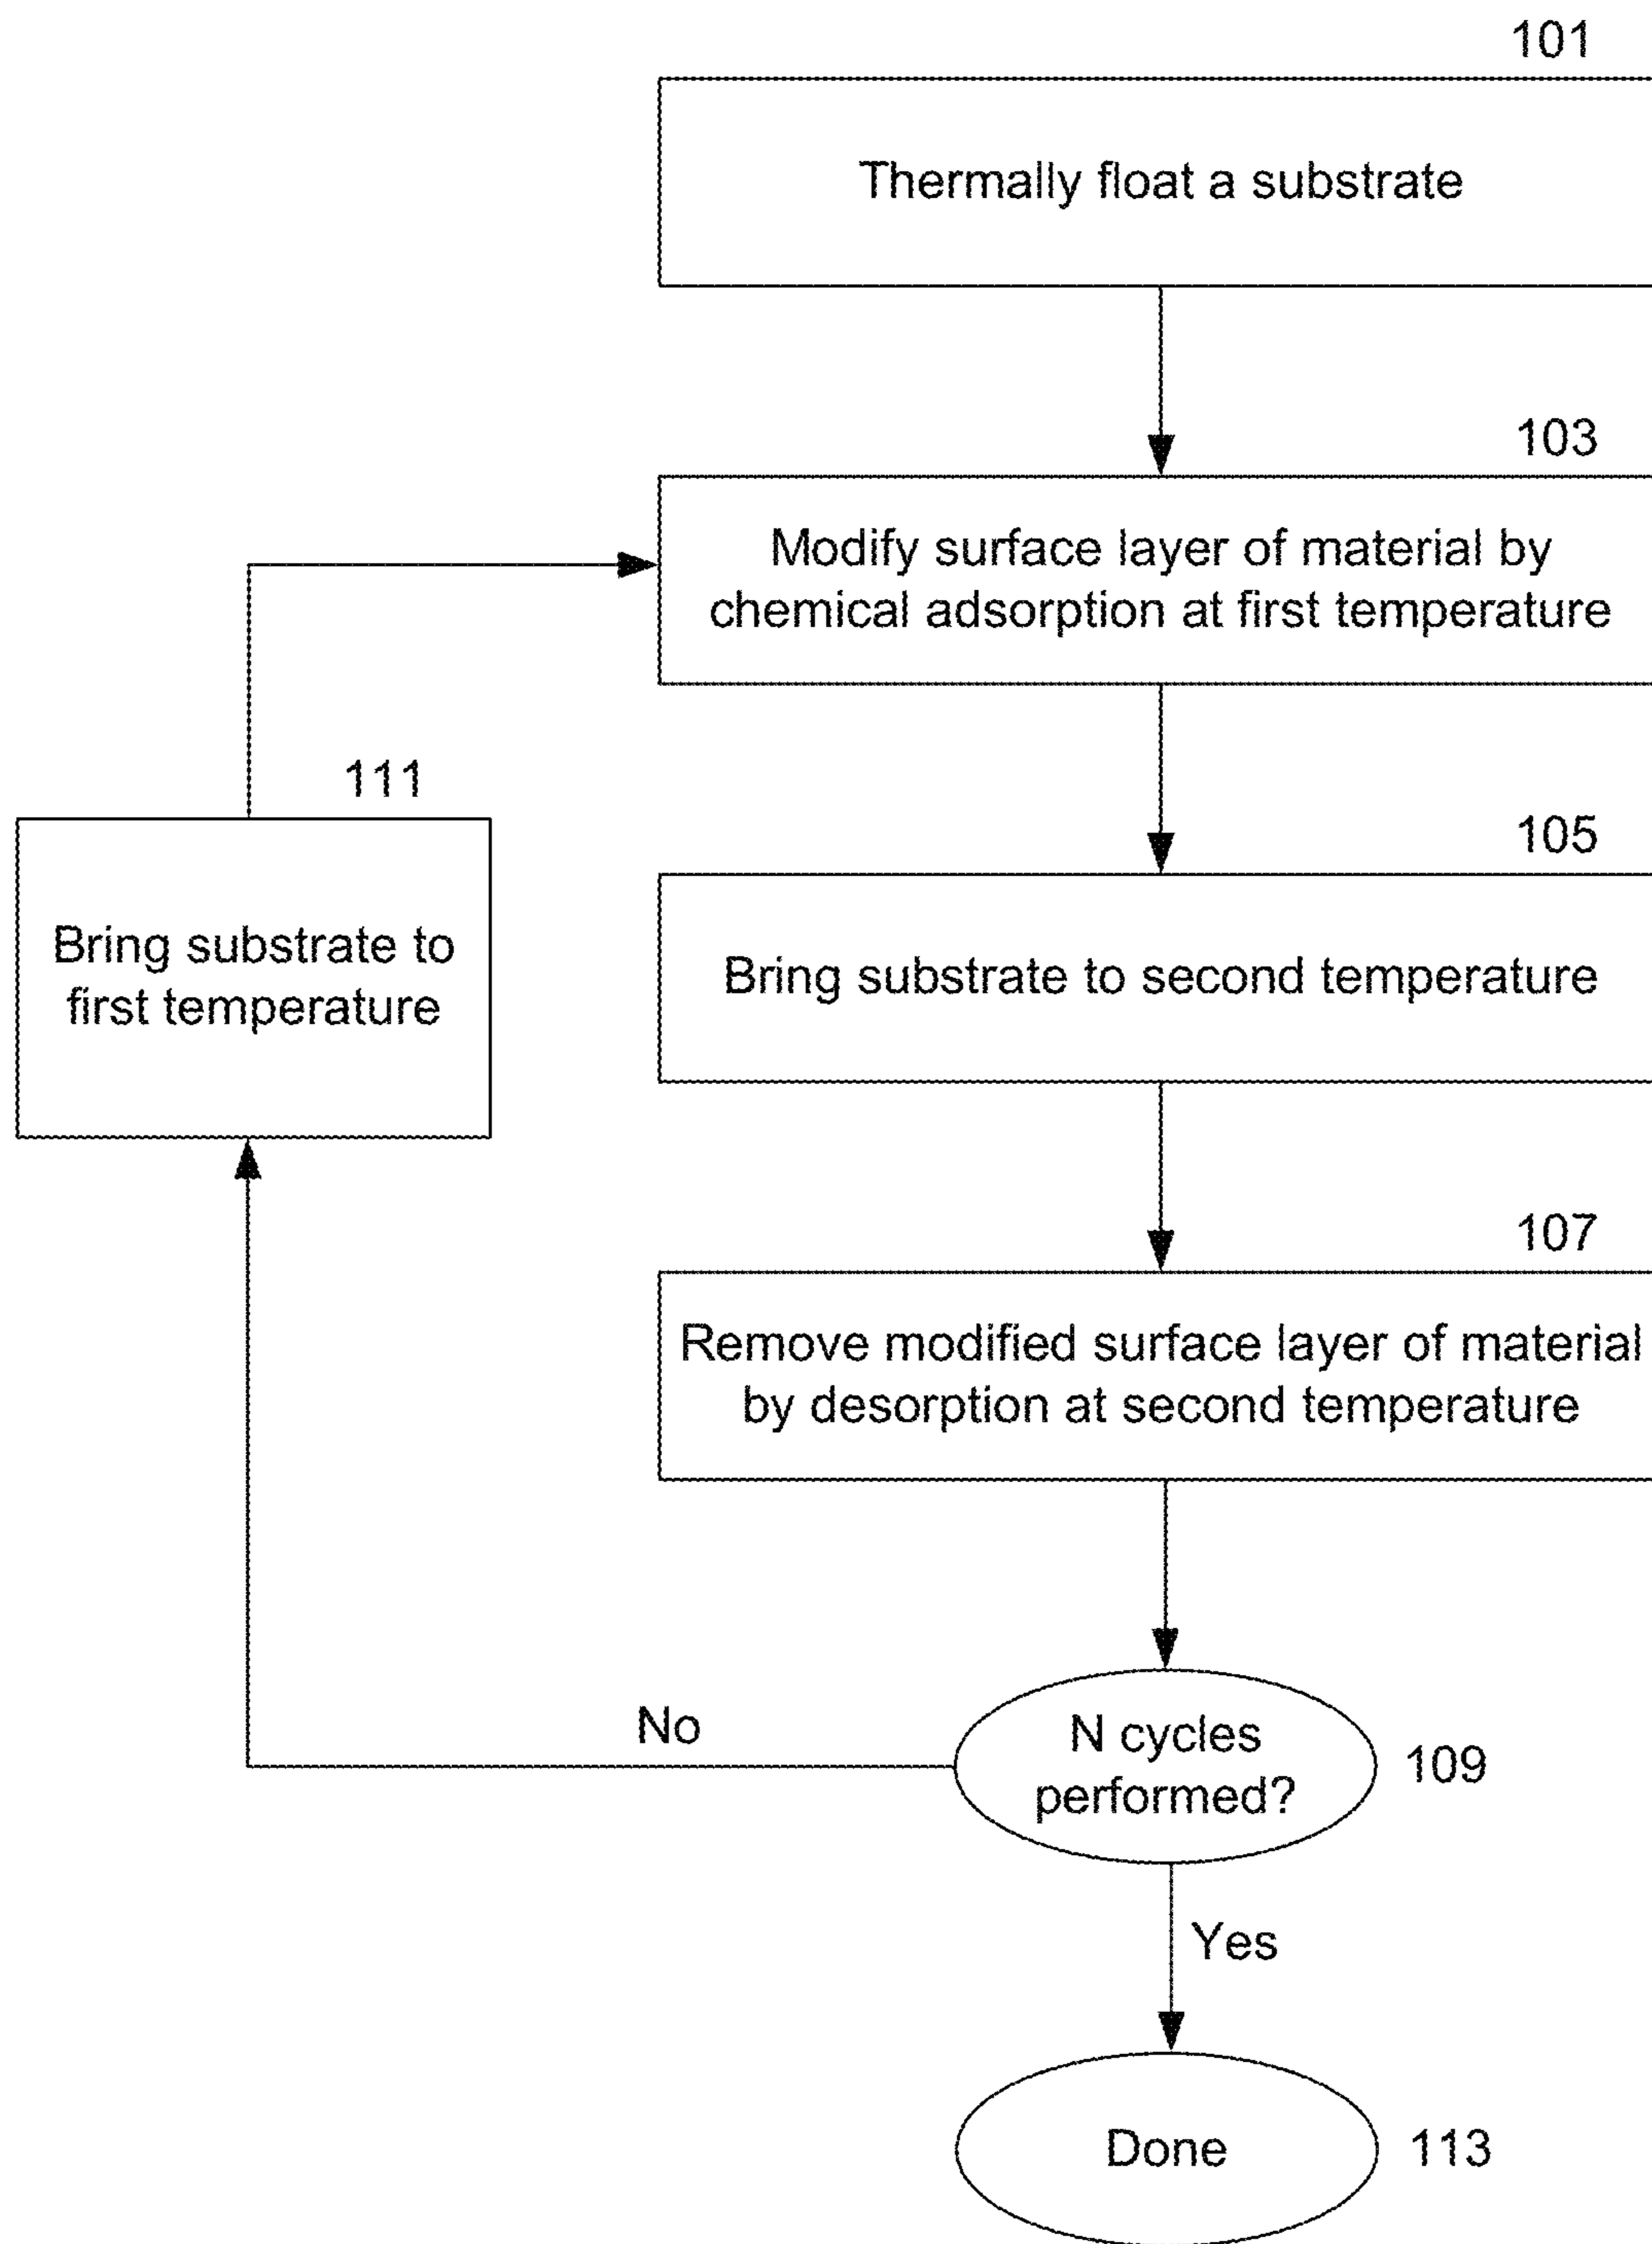 101
Thermally float a substrate
103
Modify surface layer of material by
chemical adsorption at first temperature
111
Bring substrate to
first temperature
105
Bring substrate to second temperature
107
Remove modified surface layer of material
by desorption at second temperature
No
N cycles
performed?
109
Yes
Done
113